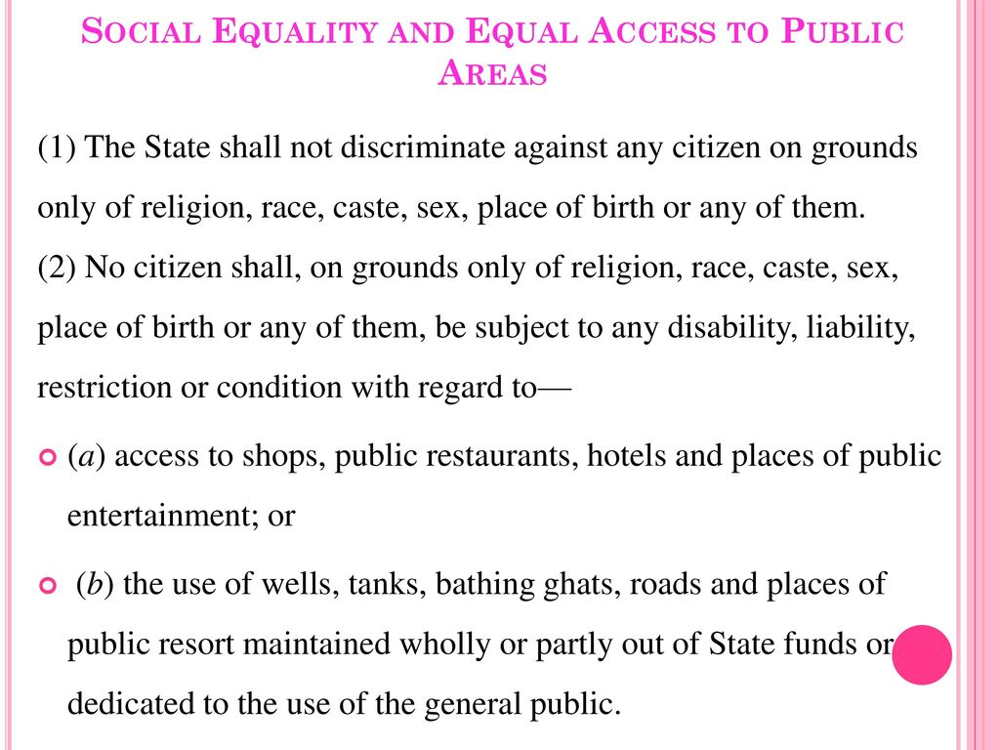 SOCIAL EQUALITY AND EQUAL ACCESS TO PUBLIC
AREAS
(1) The State shall not discriminate against any citizen on grounds
only of religion, race, caste, sex, place of birth or any of them.
(2) No citizen shall, on grounds only of religion, race, caste, sex,
place of birth or any of them, be subject to any disability, liability,
restriction or condition with regard to—
(a) access to shops, public restaurants, hotels and places of public
entertainment; or
(b) the use of wells, tanks, bathing ghats, roads and places of
public resort maintained wholly or partly out of State funds or
dedicated to the use of the general public.